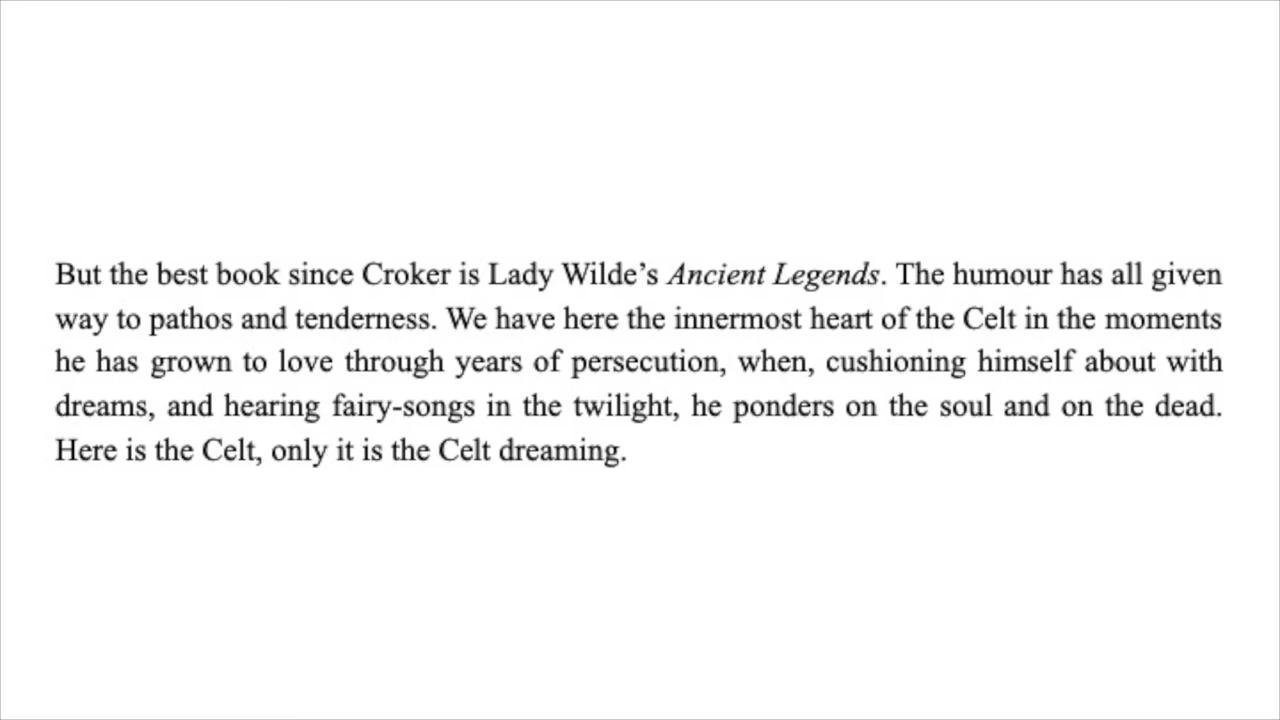 But the best book since Croker is Lady Wilde’s Ancient Legends. The humour has all given
way to pathos and tenderness. We have here the innermost heart of the Celt in the moments
he has grown to love through years of persecution, when, cushioning himself about with
dreams, and hearing fairy-songs in the twilight, he ponders on the soul and on the dead.
Here is the Celt, only it is the Celt dreaming.